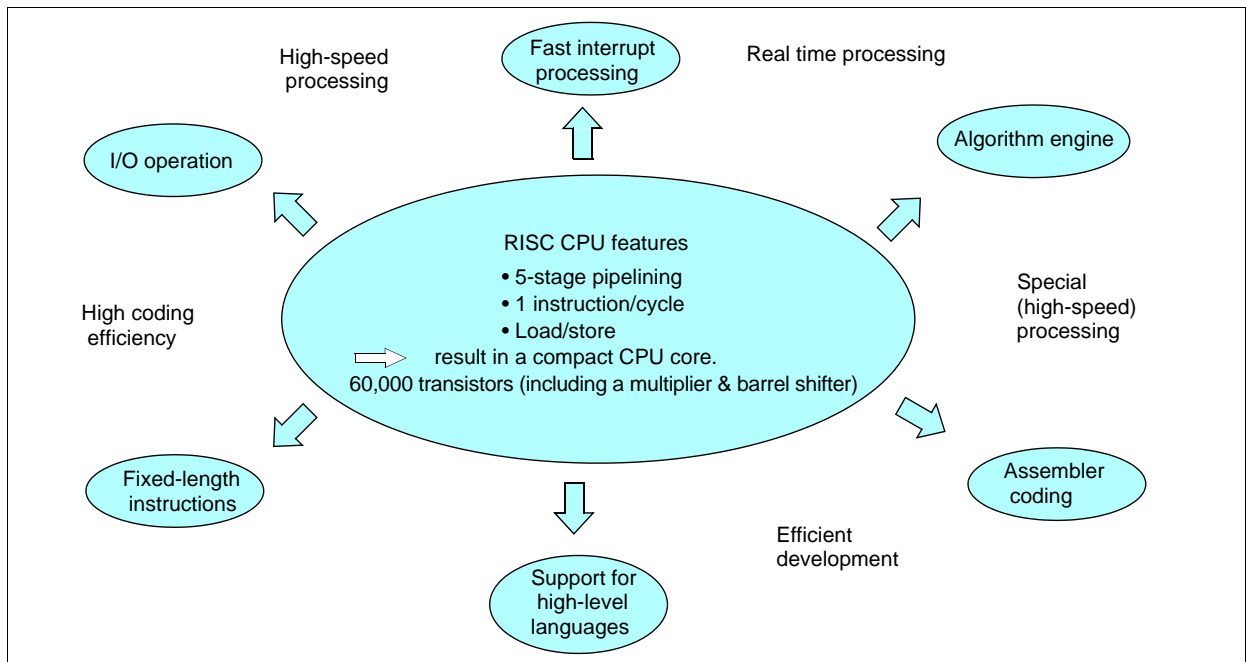 High-speed
processing
Fast interrupt
processing
Real time processing
I/O operation
Algorithm engine
RISC CPU features
• 5-stage pipelining
• 1 instruction/cycle
• Load/store
result in a compact CPU core.
60,000 transistors (including a multiplier & barrel shifter)
High coding
efficiency
Special
(high-speed)
processing
Fixed-length
instructions
Assembler
coding
Efficient
development
Support for
high-level
languages